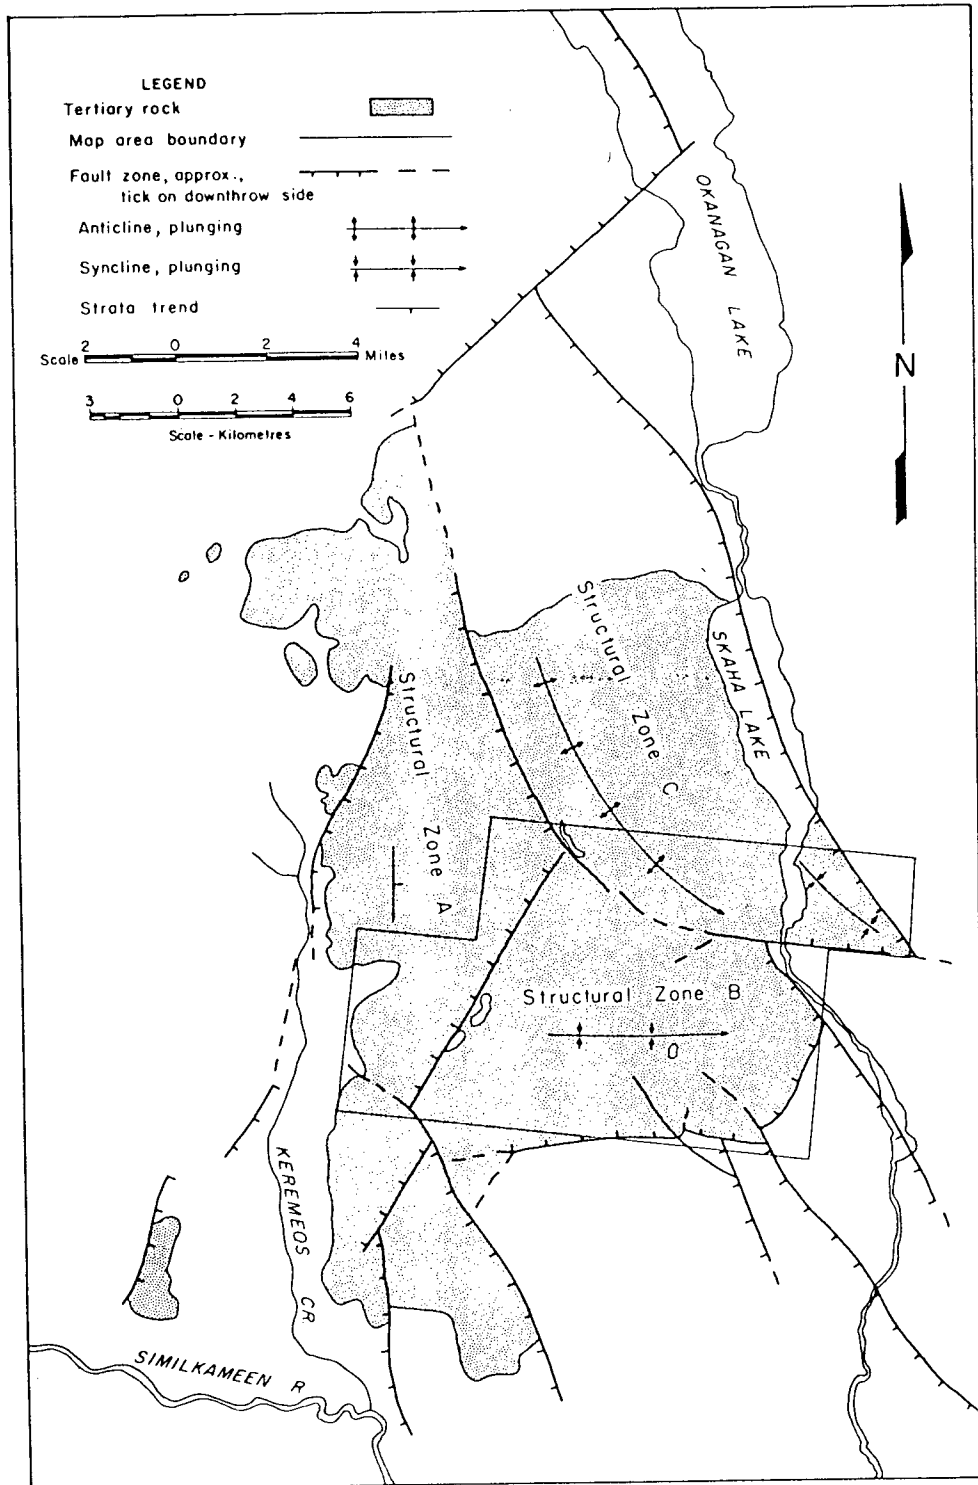 LEGEND
Tertiary rock
Map area boundary
Fault zone, approx.,
tick on downthrow side
Anticline, plunging
Syncline, plunging
Strata trend
2 0 2 4
Scale Miles
3 0 2 4 6
Scale - Kilometres
OKANAGAN LAKE
N
Structural Zone C
SKAHA LAKE
Structural Zone A
Structural Zone B
KEREMEOS CR.
SIMILKAMEEN R